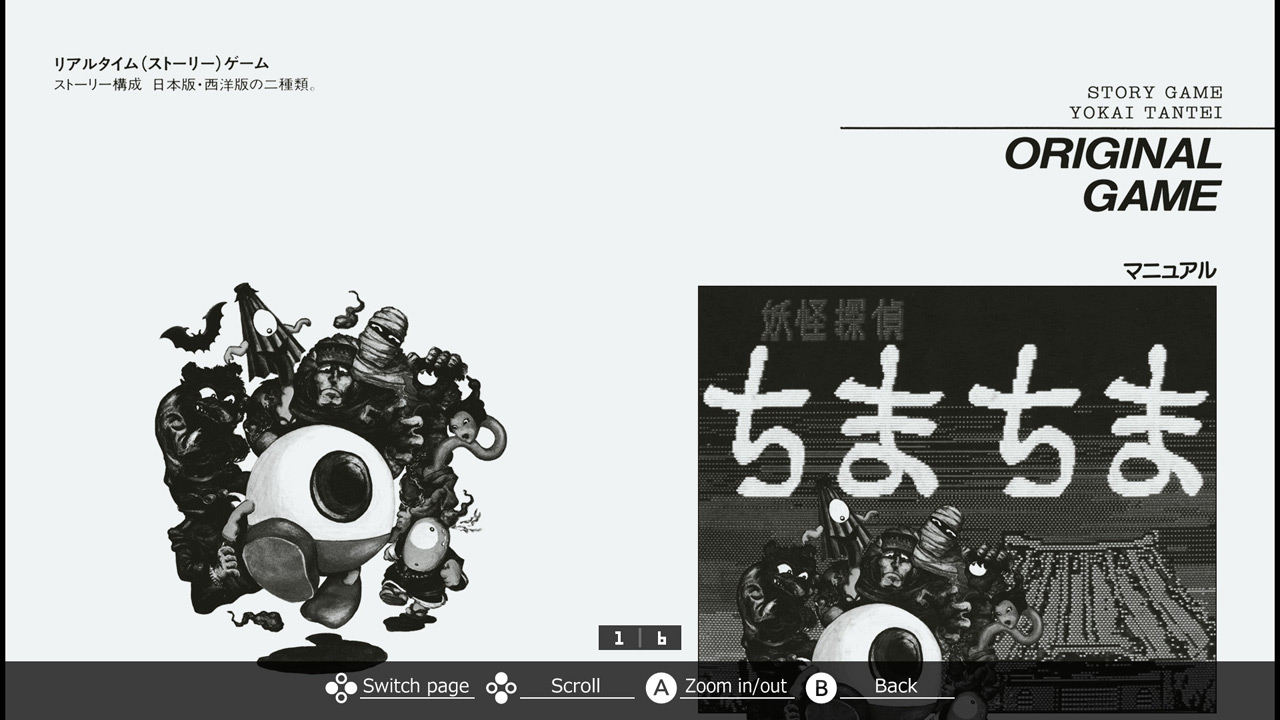 リアルタイム(ストーリー)ゲーム
ストーリー構成 日本版・西洋版の二種類。
STORY GAME
YOKAI TANTEI
ORIGINAL
GAME
マニュアル
妖怪探偵
ちまちま
1 | 6
Switch page
Scroll
A Zoom in/out
B Back